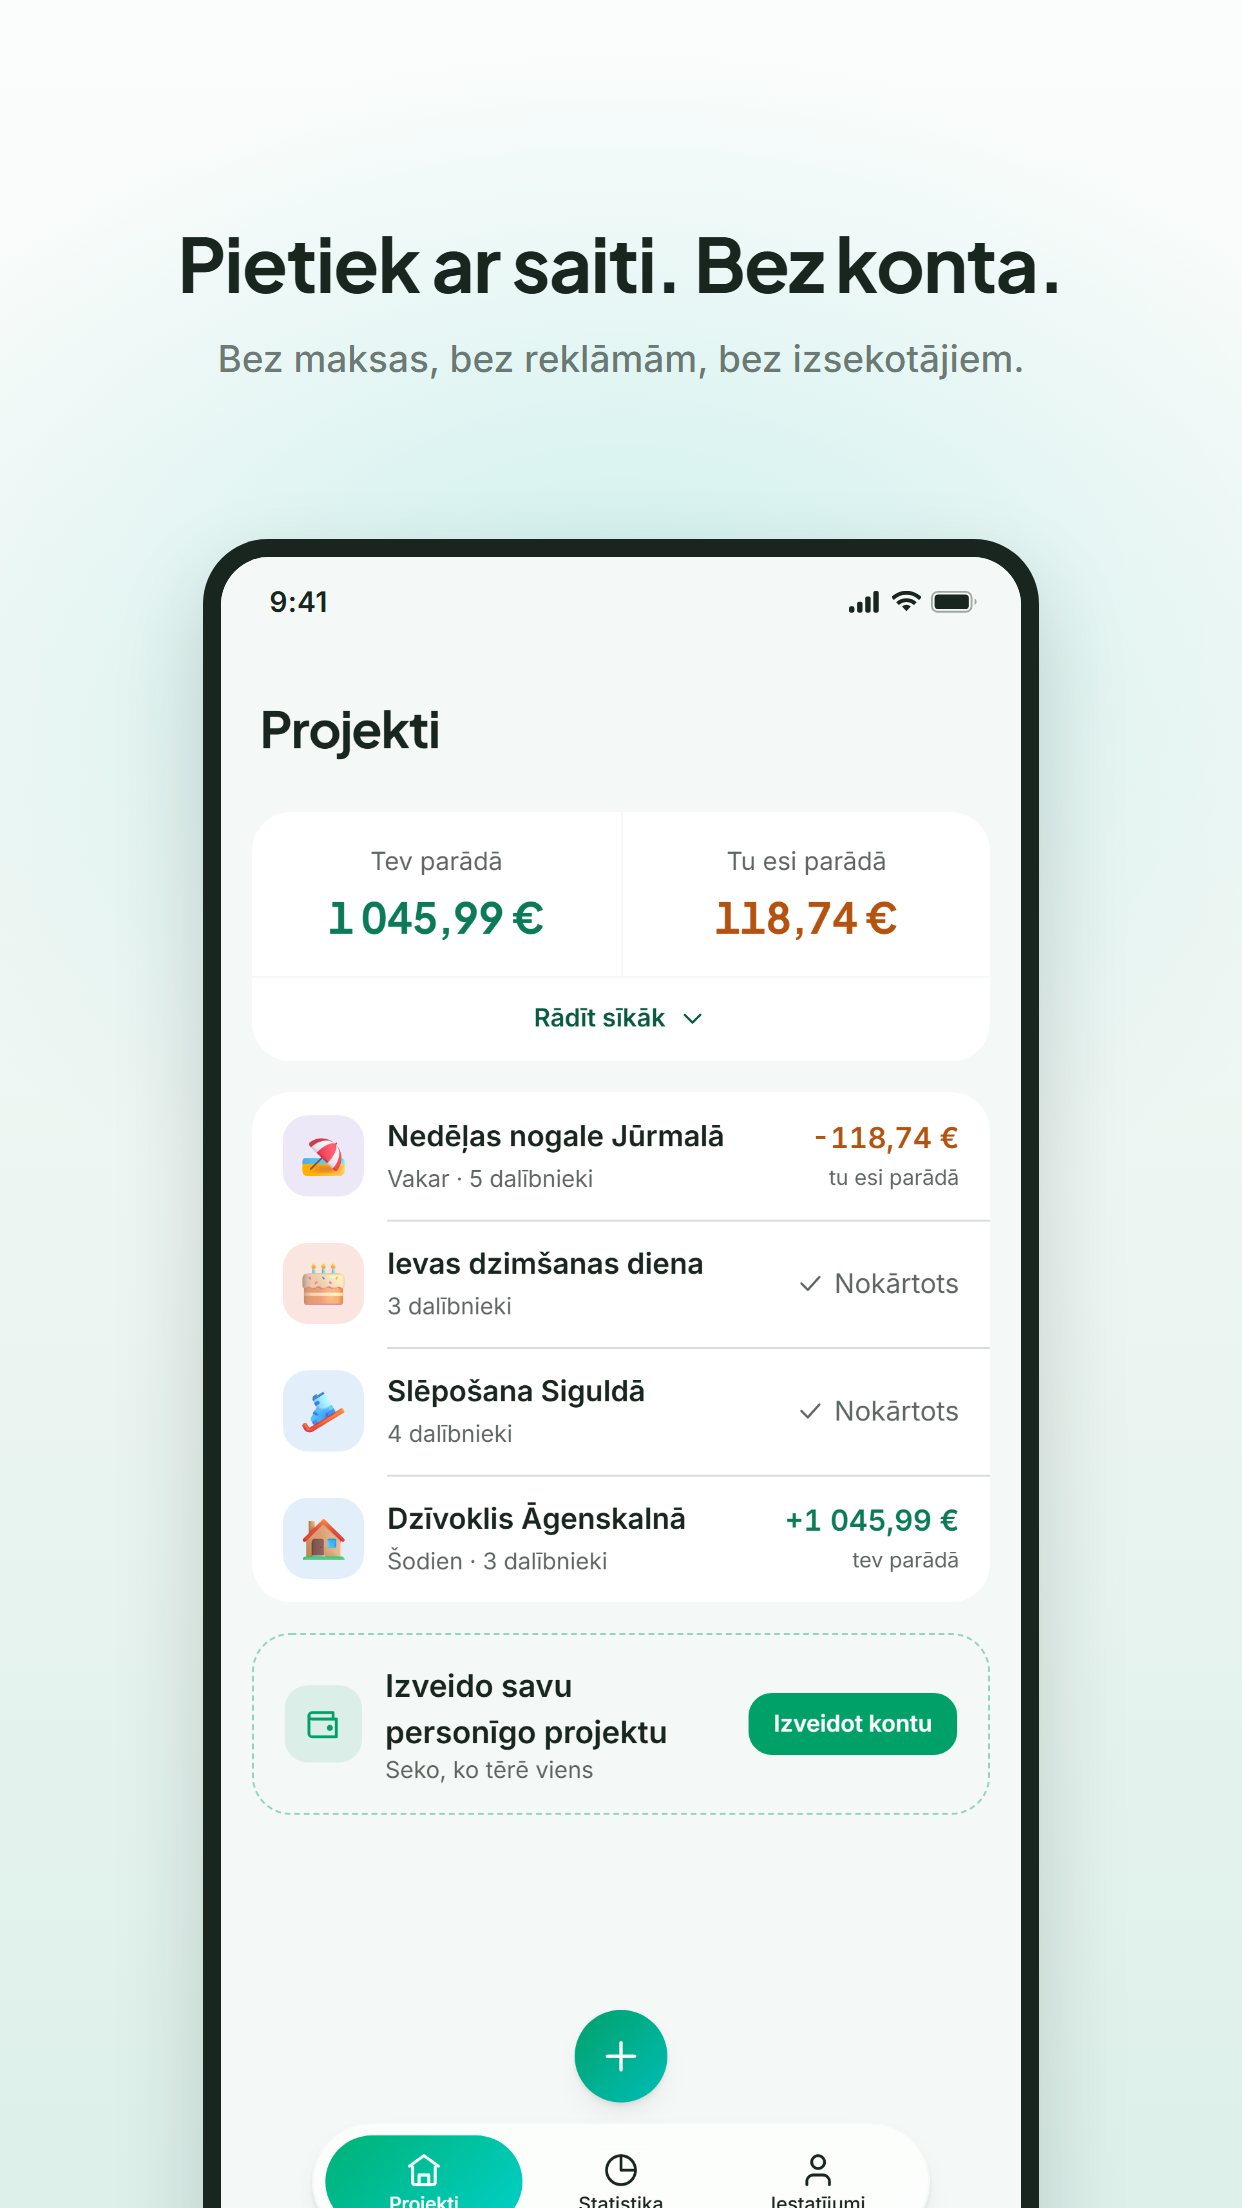 Pietiek ar saiti. Bez konta.
Bez maksas, bez reklāmām, bez izsekotājiem.
9:41
Projekti
Tev parādā
1 045,99 €
Tu esi parādā
118,74 €
Rādīt sīkāk
Nedēļas nogale Jūrmalā
-118,74 €
Vakar · 5 dalībnieki
tu esi parādā
Ievas dzimšanas diena
3 dalībnieki
Nokārtots
Slēpošana Siguldā
4 dalībnieki
Nokārtots
Dzīvoklis Āgenskalnā
+1 045,99 €
Šodien · 3 dalībnieki
tev parādā
Izveido savu
personīgo projektu
Seko, ko tērē viens
Izveidot kontu
Projekti
Statistika
Iestatījumi